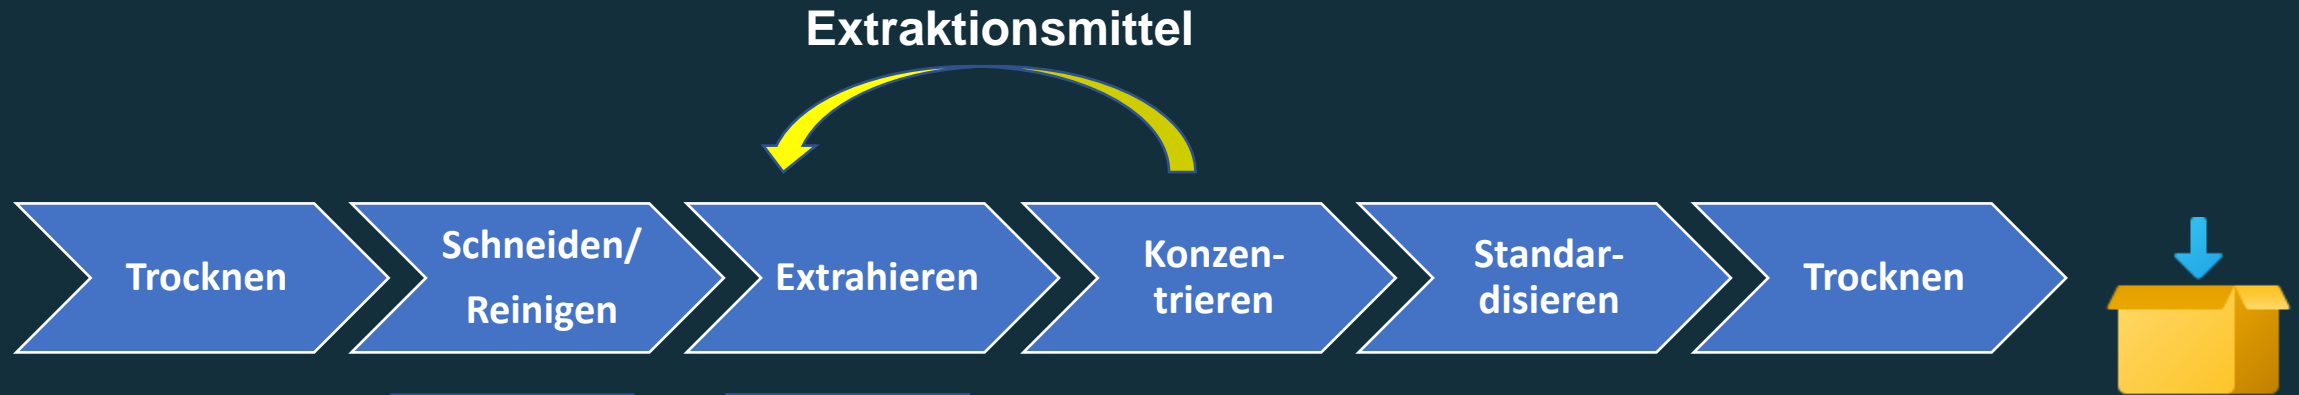 Extraktionsmittel
Trocknen
Schneiden/
Reinigen
Extrahieren
Konzen-
trieren
Standar-
disieren
Trocknen